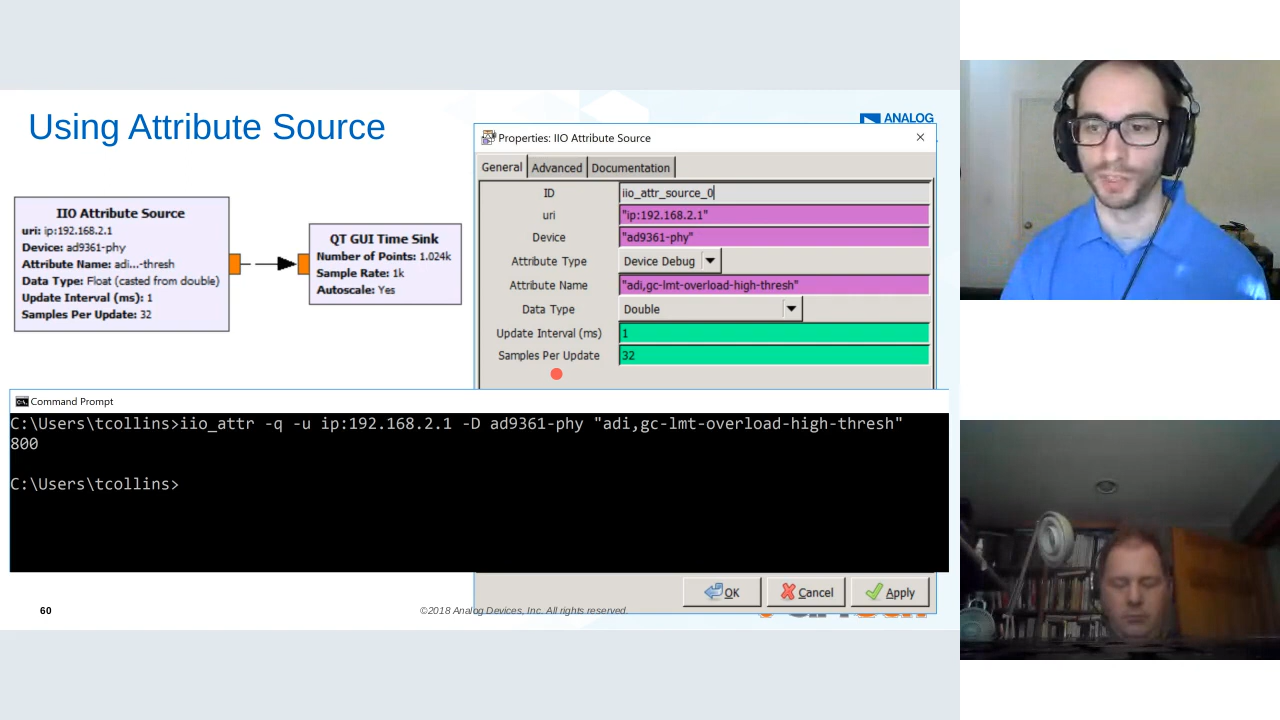 Using Attribute Source
ANALOG
IIO Attribute Source
uri: ip:192.168.2.1
Device: ad9361-phy
Attribute Name: adi...-thresh
Data Type: Float (casted from double)
Update Interval (ms): 1
Samples Per Update: 32
QT GUI Time Sink
Number of Points: 1.024k
Sample Rate: 1k
Autoscale: Yes
Properties: IIO Attribute Source
General Advanced Documentation
ID iio_attr_source_0
uri "ip:192.168.2.1"
Device "ad9361-phy"
Attribute Type Device Debug
Attribute Name "adi,gc-lmt-overload-high-thresh"
Data Type Double
Update Interval (ms) 1
Samples Per Update 32
Command Prompt
C:\Users\tcollins>iio_attr -q -u ip:192.168.2.1 -D ad9361-phy "adi,gc-lmt-overload-high-thresh"
800
C:\Users\tcollins>
OK Cancel Apply
60
©2018 Analog Devices, Inc. All rights reserved.